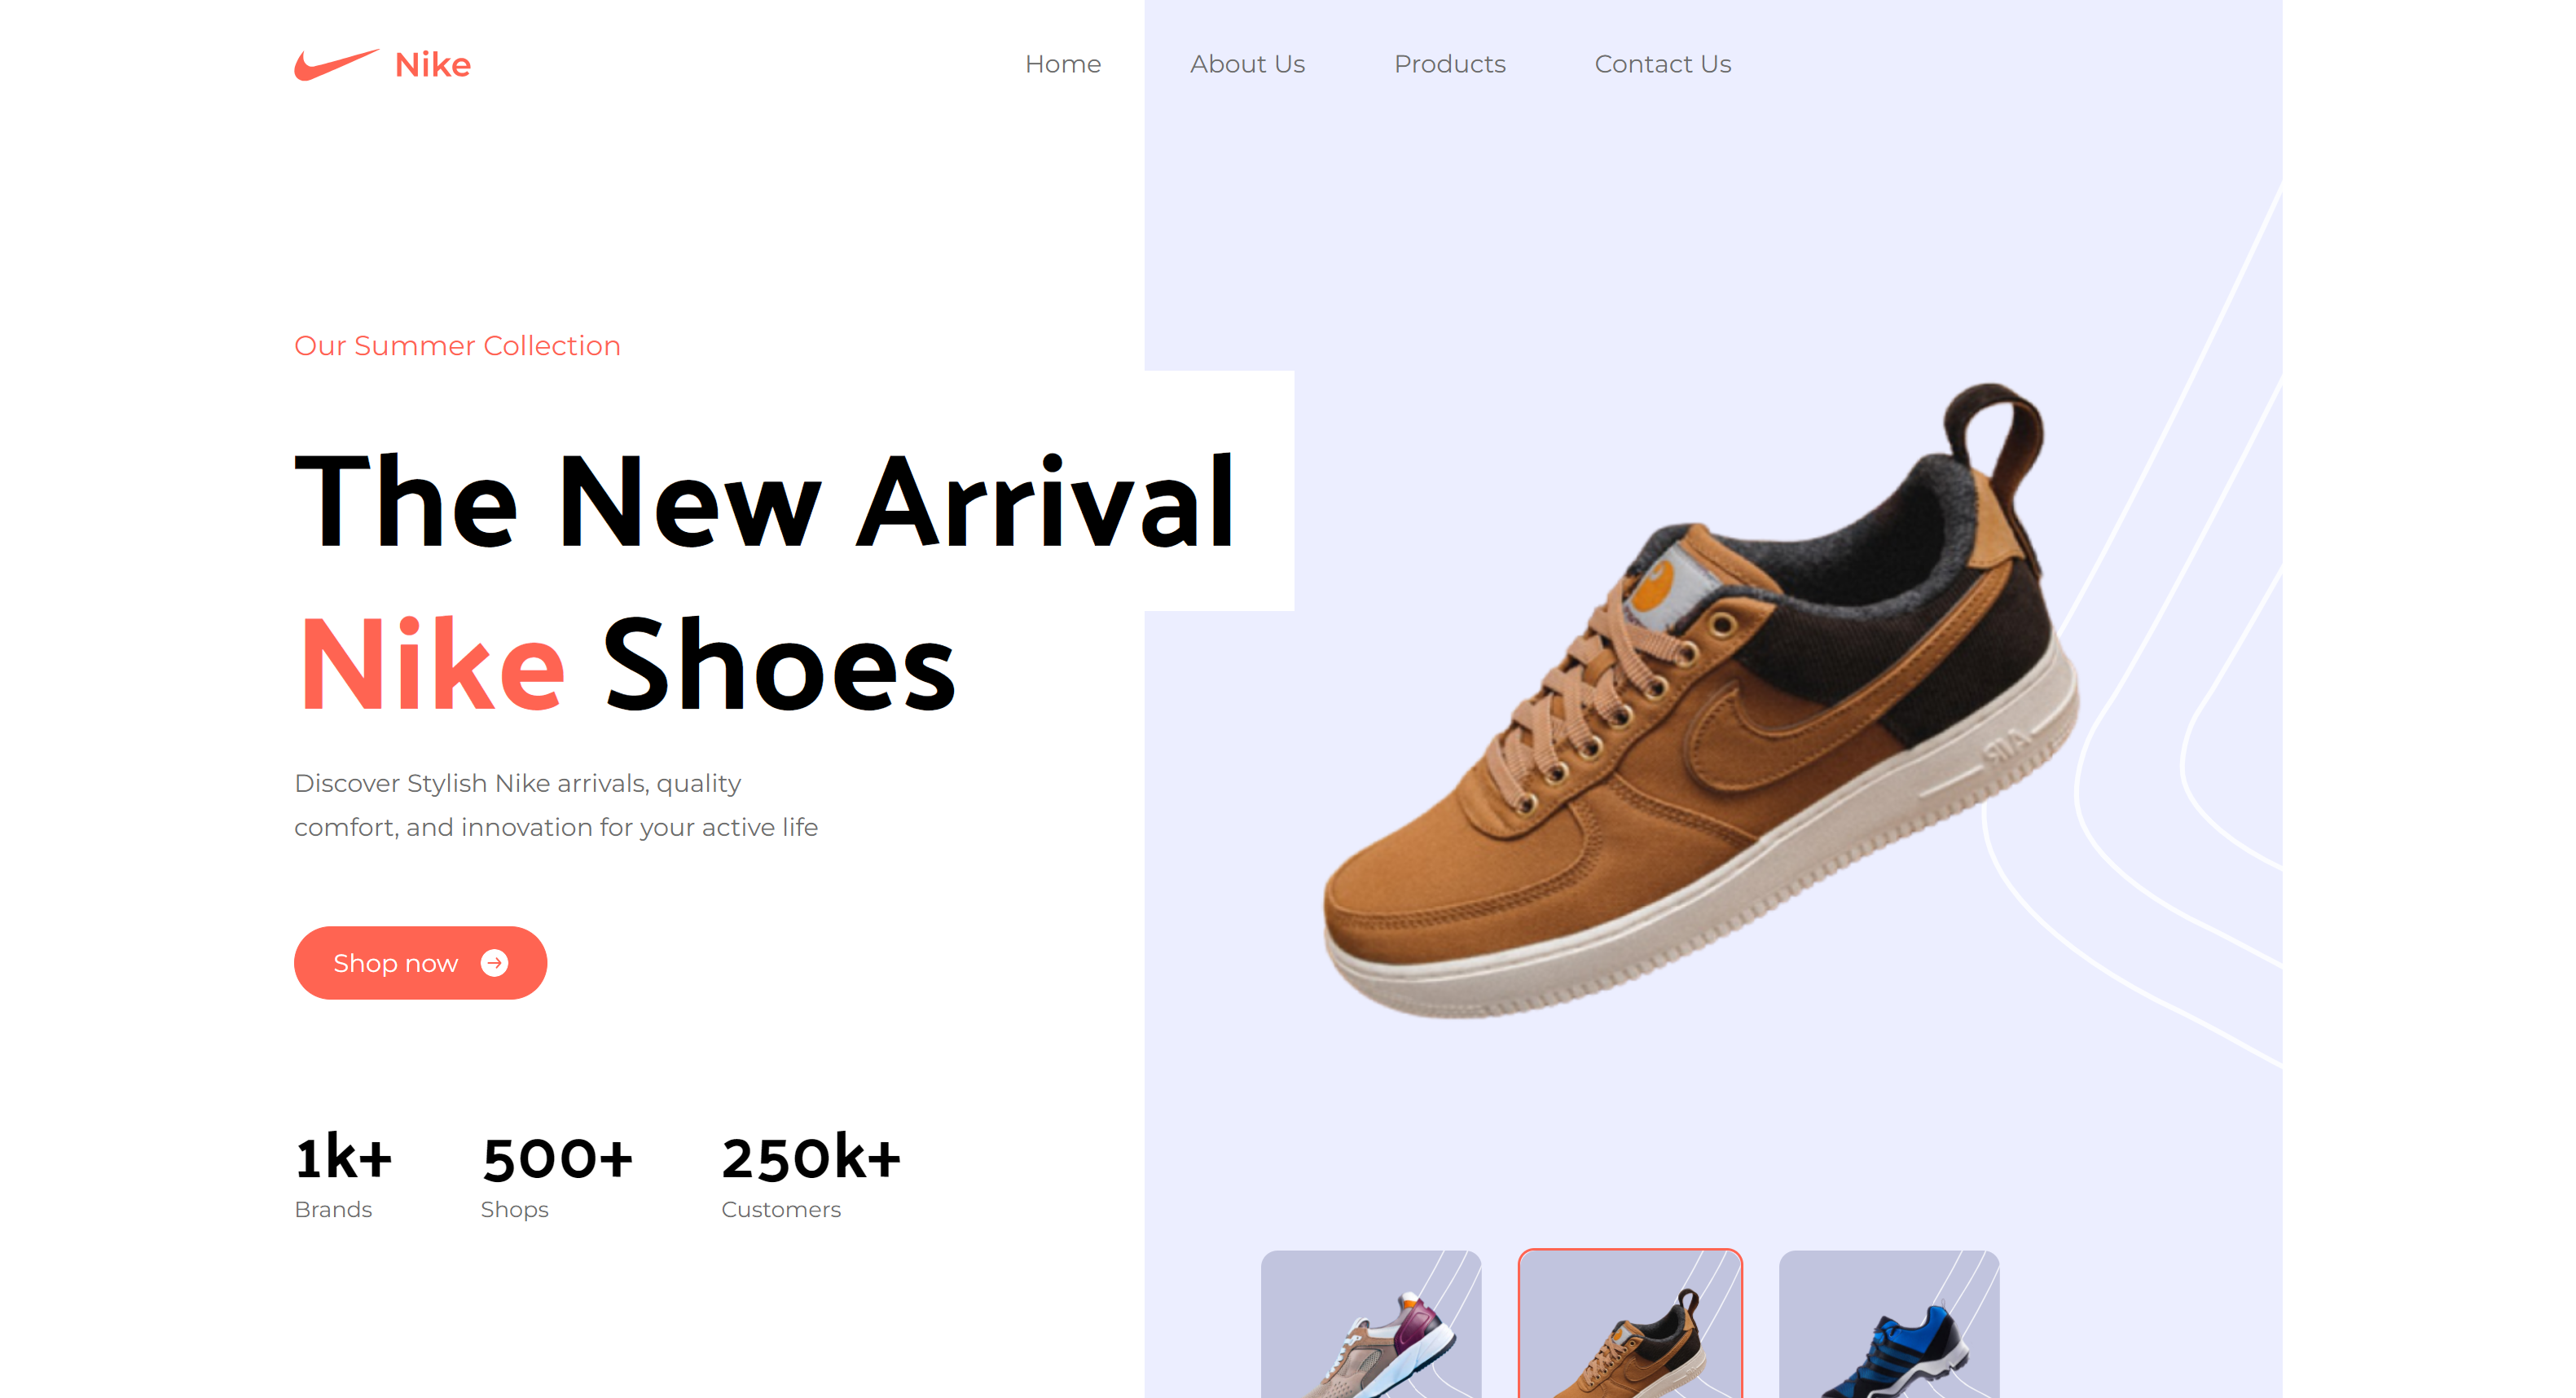 Nike
Home
About Us
Products
Contact Us
Our Summer Collection
The New Arrival
Nike Shoes
Discover Stylish Nike arrivals, quality
comfort, and innovation for your active life
Shop now
1k+
Brands
500+
Shops
250k+
Customers
AIR